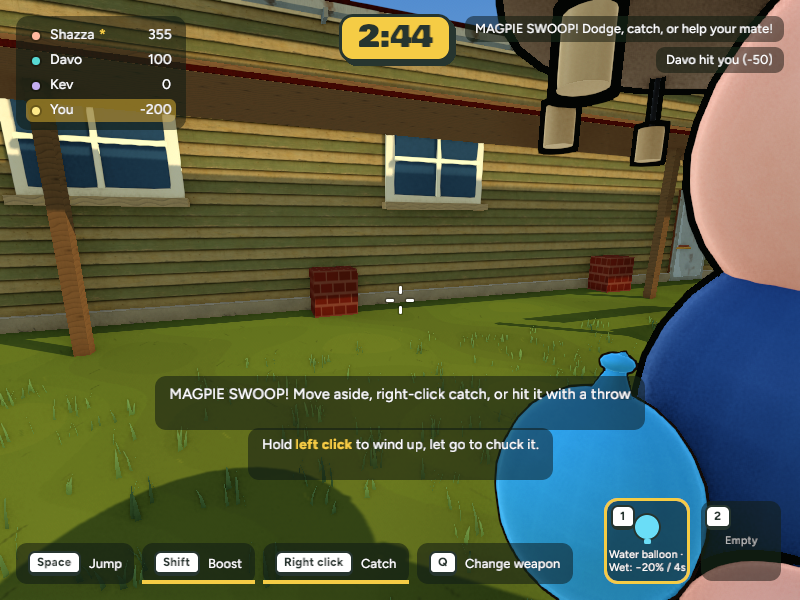 Shazza * 355
Davo 100
Kev 0
You -200
2:44
MAGPIE SWOOP! Dodge, catch, or help your mate!
Davo hit you (-50)
MAGPIE SWOOP! Move aside, right-click catch, or hit it with a throw
Hold left click to wind up, let go to chuck it.
Space Jump
Shift Boost
Right click Catch
Q Change weapon
1
Water balloon ·
Wet: −20% / 4s
2
Empty